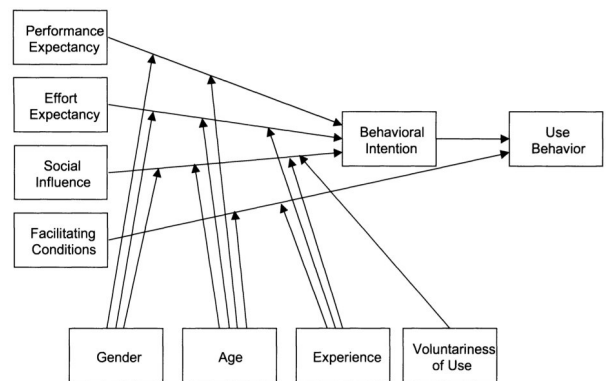 Performance
Expectancy
Effort
Expectancy
Social
Influence
Facilitating
Conditions
Behavioral
Intention
Use
Behavior
Gender
Age
Experience
Voluntariness
of Use